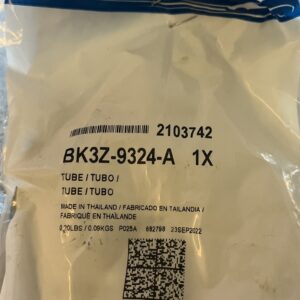 2103742
BK3Z-9324-A 1X
TUBE / TUBO /
TUBE / TUBO
MADE IN THAILAND / FABRICADO EN TAILANDIA /
FABRIQUÉ EN THAÏLANDE
0.20LBS / 0.09KGS P025A 682798 23SEP2022